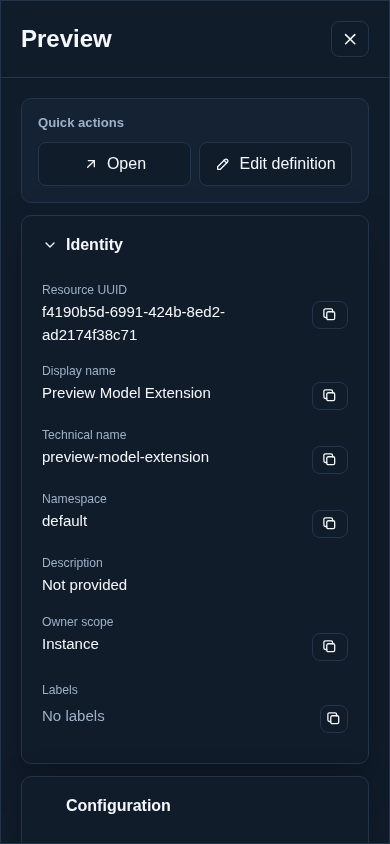 Preview
Quick actions
Open
Edit definition
Identity
Resource UUID
f4190b5d-6991-424b-8ed2-
ad2174f38c71
Display name
Preview Model Extension
Technical name
preview-model-extension
Namespace
default
Description
Not provided
Owner scope
Instance
Labels
No labels
Configuration